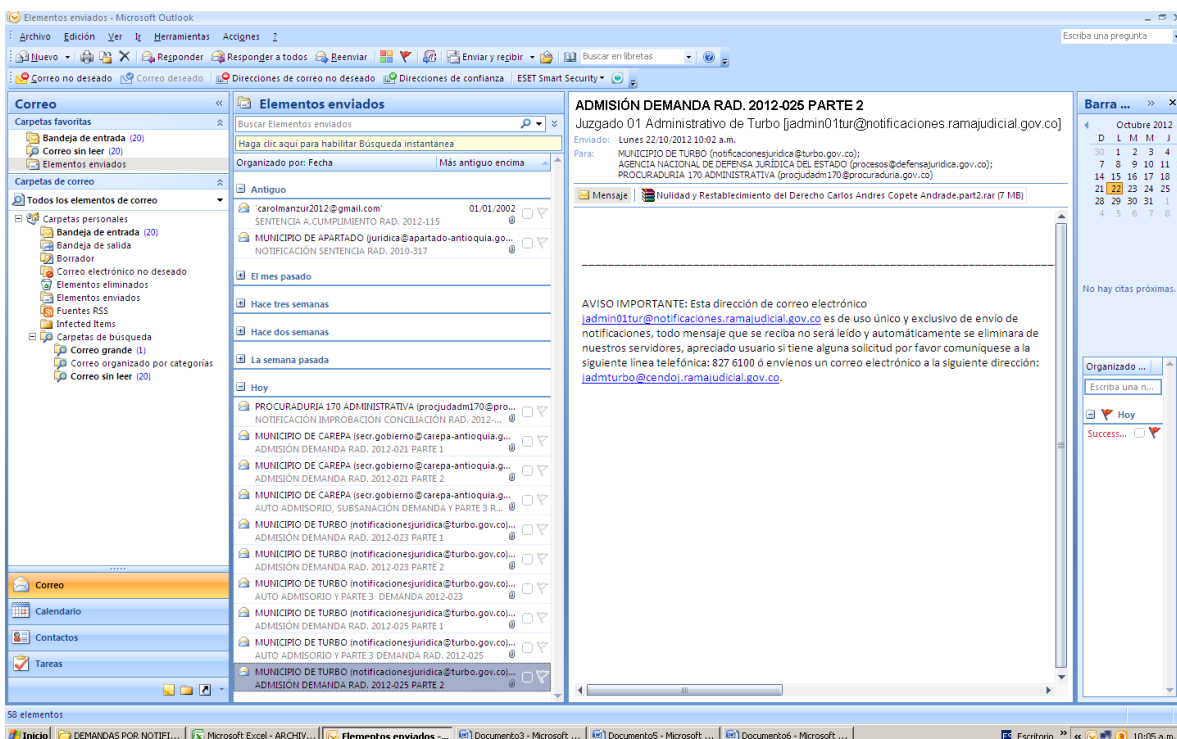 Elementos enviados - Microsoft Outlook
Archivo Edición Ver Ir Herramientas Acciones ?
Escriba una pregunta
Nuevo Responder Responder a todos Reenviar Enviar y recibir Buscar en libretas
Correo no deseado Correo deseado Direcciones de correo no deseado Direcciones de confianza ESET Smart Security
Correo
Carpetas favoritas
Bandeja de entrada (20)
Correo sin leer (20)
Elementos enviados
Carpetas de correo
Todos los elementos de correo
Carpetas personales
Bandeja de entrada (20)
Bandeja de salida
Borrador
Correo electrónico no deseado
Elementos eliminados
Elementos enviados
Fuentes RSS
Infected Items
Carpetas de búsqueda
Correo grande (1)
Correo organizado por categorías
Correo sin leer (20)
Correo
Calendario
Contactos
Tareas
Elementos enviados
Buscar Elementos enviados
Haga clic aquí para habilitar Búsqueda instantánea
Organizado por: Fecha Más antiguo encima
Antiguo
'carolmanzur2012@gmail.com' 01/01/2002
SENTENCIA A.CUMPLIMIENTO RAD. 2012-115
MUNICIPIO DE APARTADO (juridica@apartado-antioquia.go...
NOTIFICACIÓN SENTENCIA RAD. 2010-317
El mes pasado
Hace tres semanas
Hace dos semanas
La semana pasada
Hoy
PROCURADURIA 170 ADMINISTRATIVA (procjudadm170@pro...
NOTIFICACIÓN IMPROBACIÓN CONCILIACIÓN RAD. 2012-...
MUNICIPIO DE CAREPA (secr.gobierno@carepa-antioquia.g...
ADMISIÓN DEMANDA RAD. 2012-021 PARTE 1
MUNICIPIO DE CAREPA (secr.gobierno@carepa-antioquia.g...
ADMISIÓN DEMANDA RAD. 2012-021 PARTE 2
MUNICIPIO DE CAREPA (secr.gobierno@carepa-antioquia.g...
AUTO ADMISORIO, SUBSANACIÓN DEMANDA Y PARTE 3 R...
MUNICIPIO DE TURBO (notificacionesjuridica@turbo.gov.co)...
ADMISIÓN DEMANDA RAD. 2012-023 PARTE 1
MUNICIPIO DE TURBO (notificacionesjuridica@turbo.gov.co)...
ADMISIÓN DEMANDA RAD. 2012-023 PARTE 2
MUNICIPIO DE TURBO (notificacionesjuridica@turbo.gov.co)...
AUTO ADMISORIO Y PARTE 3 DEMANDA 2012-023
MUNICIPIO DE TURBO (notificacionesjuridica@turbo.gov.co)...
ADMISIÓN DEMANDA RAD. 2012-025 PARTE 1
MUNICIPIO DE TURBO (notificacionesjuridica@turbo.gov.co)...
AUTO ADMISORIO Y PARTE 3 DEMANDA RAD. 2012-025
MUNICIPIO DE TURBO (notificacionesjuridica@turbo.gov.co)...
ADMISIÓN DEMANDA RAD. 2012-025 PARTE 2
ADMISIÓN DEMANDA RAD. 2012-025 PARTE 2
Juzgado 01 Administrativo de Turbo [jadmin01tur@notificaciones.ramajudicial.gov.co]
Enviado: Lunes 22/10/2012 10:02 a.m.
Para: MUNICIPIO DE TURBO (notificacionesjuridica@turbo.gov.co);
AGENCIA NACIONAL DE DEFENSA JURÍDICA DEL ESTADO (procesos@defensajuridica.gov.co);
PROCURADURIA 170 ADMINISTRATIVA (procjudadm170@procuraduria.gov.co)
Mensaje Nulidad y Restablecimiento del Derecho Carlos Andres Copete Andrade.part2.rar (7 MB)
AVISO IMPORTANTE: Esta dirección de correo electrónico
jadmin01tur@notificaciones.ramajudicial.gov.co es de uso único y exclusivo de envío de
notificaciones, todo mensaje que se reciba no será leído y automáticamente se eliminara de
nuestros servidores, apreciado usuario si tiene alguna solicitud por favor comuníquese a la
siguiente línea telefónica: 827 6100 ó envíenos un correo electrónico a la siguiente dirección:
jadmturbo@cendoj.ramajudicial.gov.co.
Barra ...
Octubre 2012
D L M M J
30 1 2 3 4
7 8 9 10 11
14 15 16 17 18
21 22 23 24 25
28 29 30 31 1
4 5 6 7 8
No hay citas próximas.
Organizado ...
Escriba una n...
Hoy
Success...
58 elementos
Inicio DEMANDAS POR NOTIFI... Microsoft Excel - ARCHIV... Elementos enviados -... Documento3 - Microsoft ... Documento5 - Microsoft ... Documento6 - Microsoft ... ES Escritorio 10:05 a.m.